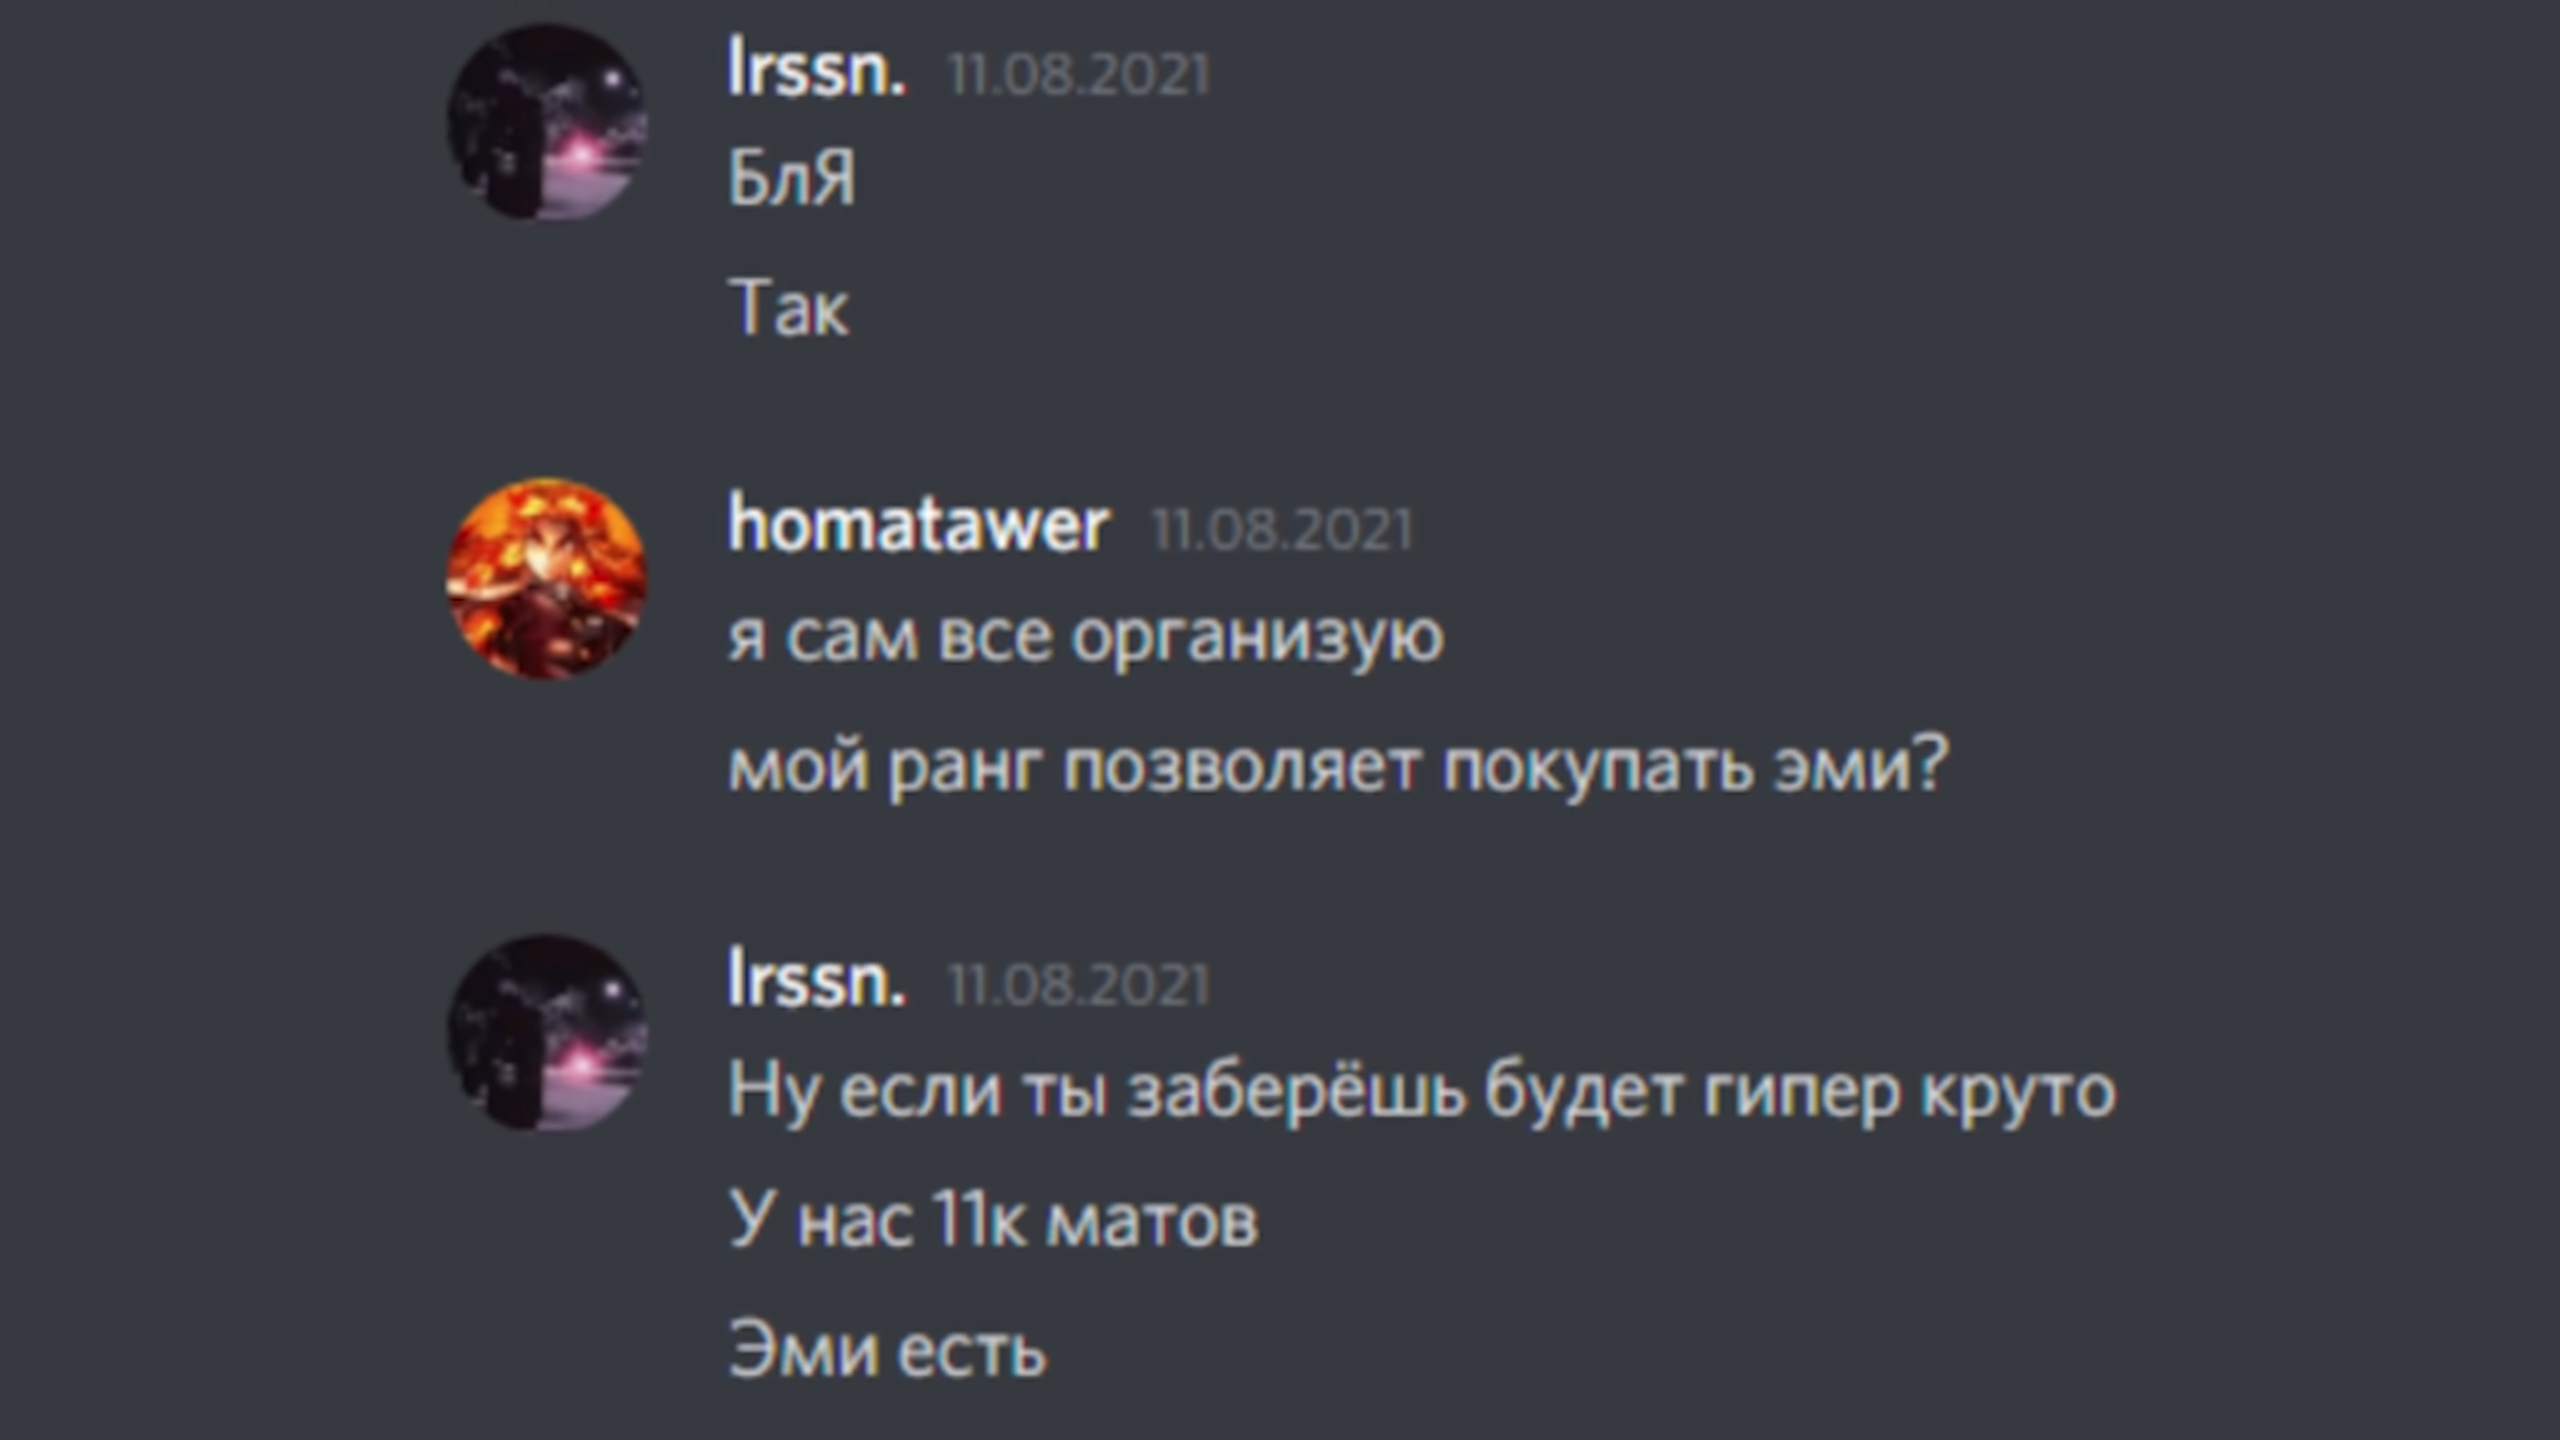 lrssn. 11.08.2021
БлЯ
Так
homatawer 11.08.2021
я сам все организую
мой ранг позволяет покупать эми?
lrssn. 11.08.2021
Ну если ты заберёшь будет гипер круто
У нас 11к матов
Эми есть